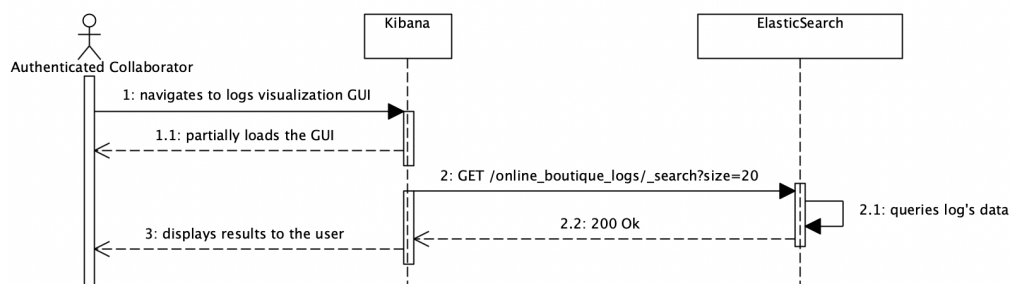 Kibana
ElasticSearch
Authenticated Collaborator
1: navigates to logs visualization GUI
1.1: partially loads the GUI
2: GET /online_boutique_logs/_search?size=20
2.1: queries log's data
2.2: 200 Ok
3: displays results to the user